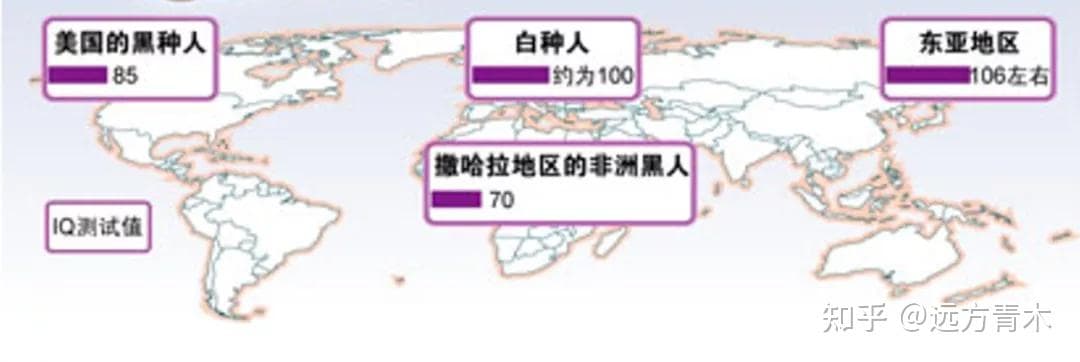 美国的黑种人
85
白种人
约为100
东亚地区
106左右
撒哈拉地区的非洲黑人
70
IQ测试值
知乎 @远方青木